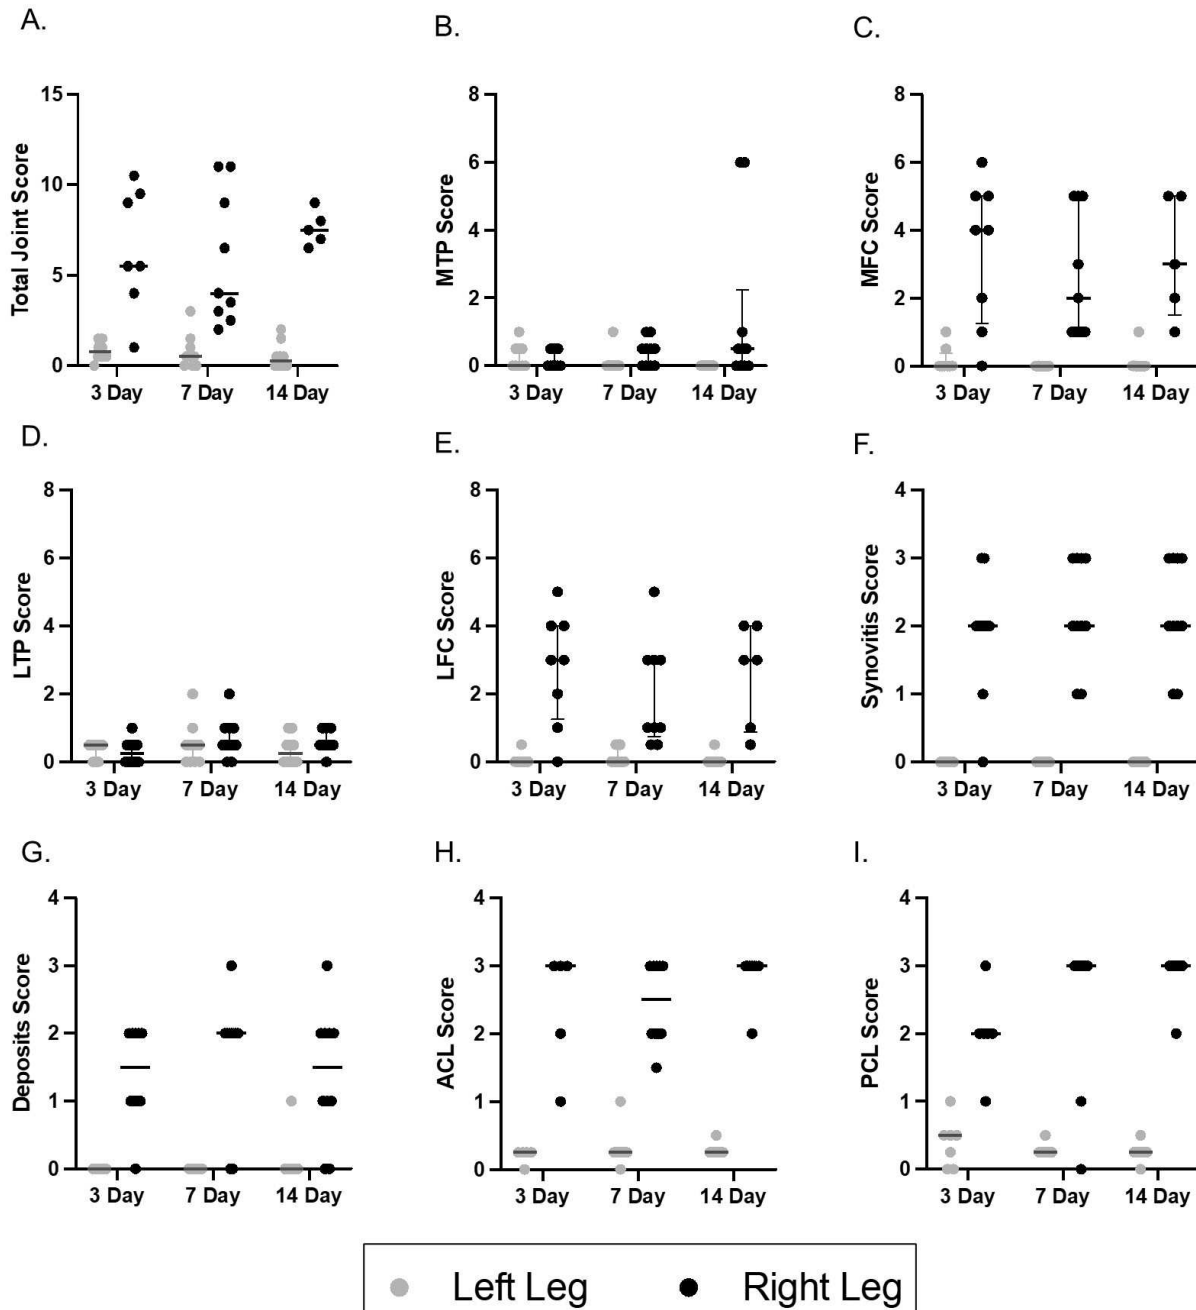 A.
Total Joint Score
15
10
5
0
3 Day 7 Day 14 Day
B.
MTP Score
8
6
4
2
0
3 Day 7 Day 14 Day
C.
MFC Score
8
6
4
2
0
3 Day 7 Day 14 Day
D.
LTP Score
8
6
4
2
0
3 Day 7 Day 14 Day
E.
LFC Score
8
6
4
2
0
3 Day 7 Day 14 Day
F.
Synovitis Score
4
3
2
1
0
3 Day 7 Day 14 Day
G.
Deposits Score
4
3
2
1
0
3 Day 7 Day 14 Day
H.
ACL Score
4
3
2
1
0
3 Day 7 Day 14 Day
I.
PCL Score
4
3
2
1
0
3 Day 7 Day 14 Day
Left Leg Right Leg